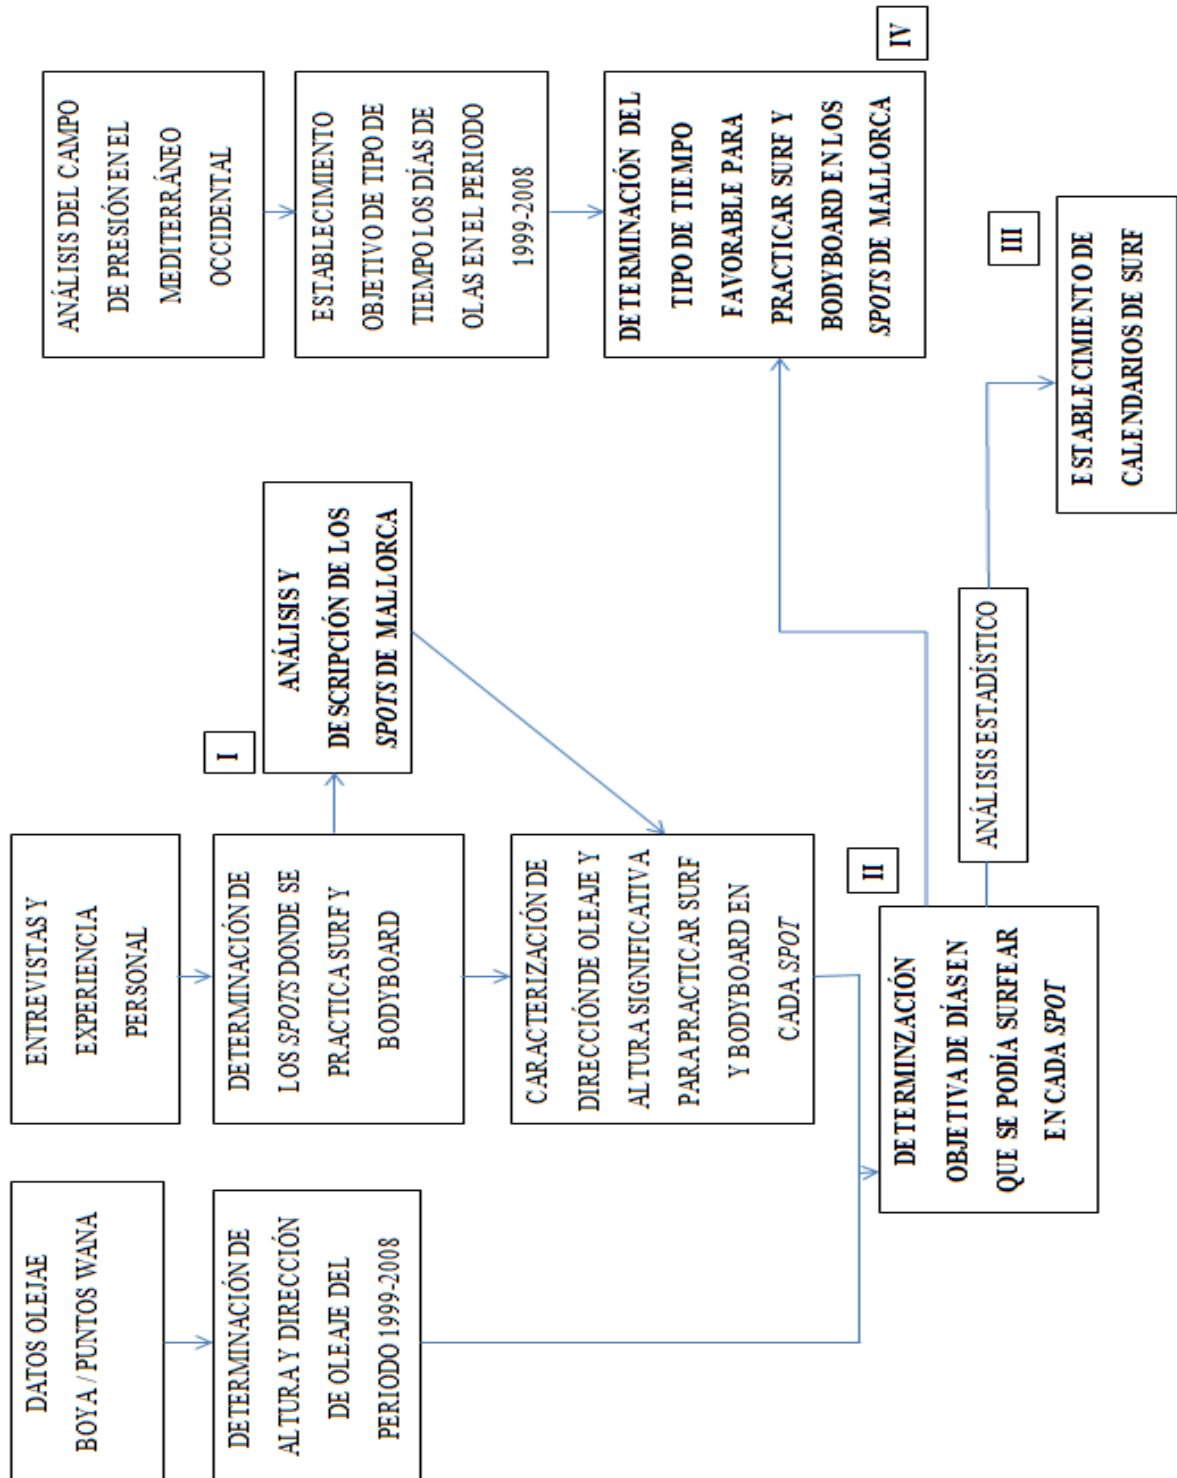 DATOS OLEJAE
BOYA / PUNTOS WANA
DETERMINACIÓN DE
ALTURA Y DIRECCIÓN
DE OLEAJE DEL
PERIODO 1999-2008
ENTREVISTAS Y
EXPERIENCIA
PERSONAL
DETERMINACIÓN DE
LOS SPOTS DONDE SE
PRACTICA SURF Y
BODYBOARD
I
ANÁLISIS Y
DESCRIPCIÓN DE LOS
SPOTS DE MALLORCA
CARACTERIZACIÓN DE
DIRECCIÓN DE OLEAJE Y
ALTURA SIGNIFICATIVA
PARA PRACTICAR SURF
Y BODYBOARD EN
CADA SPOT
II
DETERMINZACIÓN
OBJETIVA DE DÍAS EN
QUE SE PODÍA SURFEAR
EN CADA SPOT
ANÁLISIS ESTADÍSTICO
III
ESTABLECIMIENTO DE
CALENDARIOS DE SURF
ANÁLISIS DEL CAMPO
DE PRESIÓN EN EL
MEDITERRÁNEO
OCCIDENTAL
ESTABLECIMIENTO
OBJETIVO DE TIPO DE
TIEMPO LOS DÍAS DE
OLAS EN EL PERIODO
1999-2008
IV
DETERMINACIÓN DEL
TIPO DE TIEMPO
FAVORABLE PARA
PRACTICAR SURF Y
BODYBOARD EN LOS
SPOTS DE MALLORCA